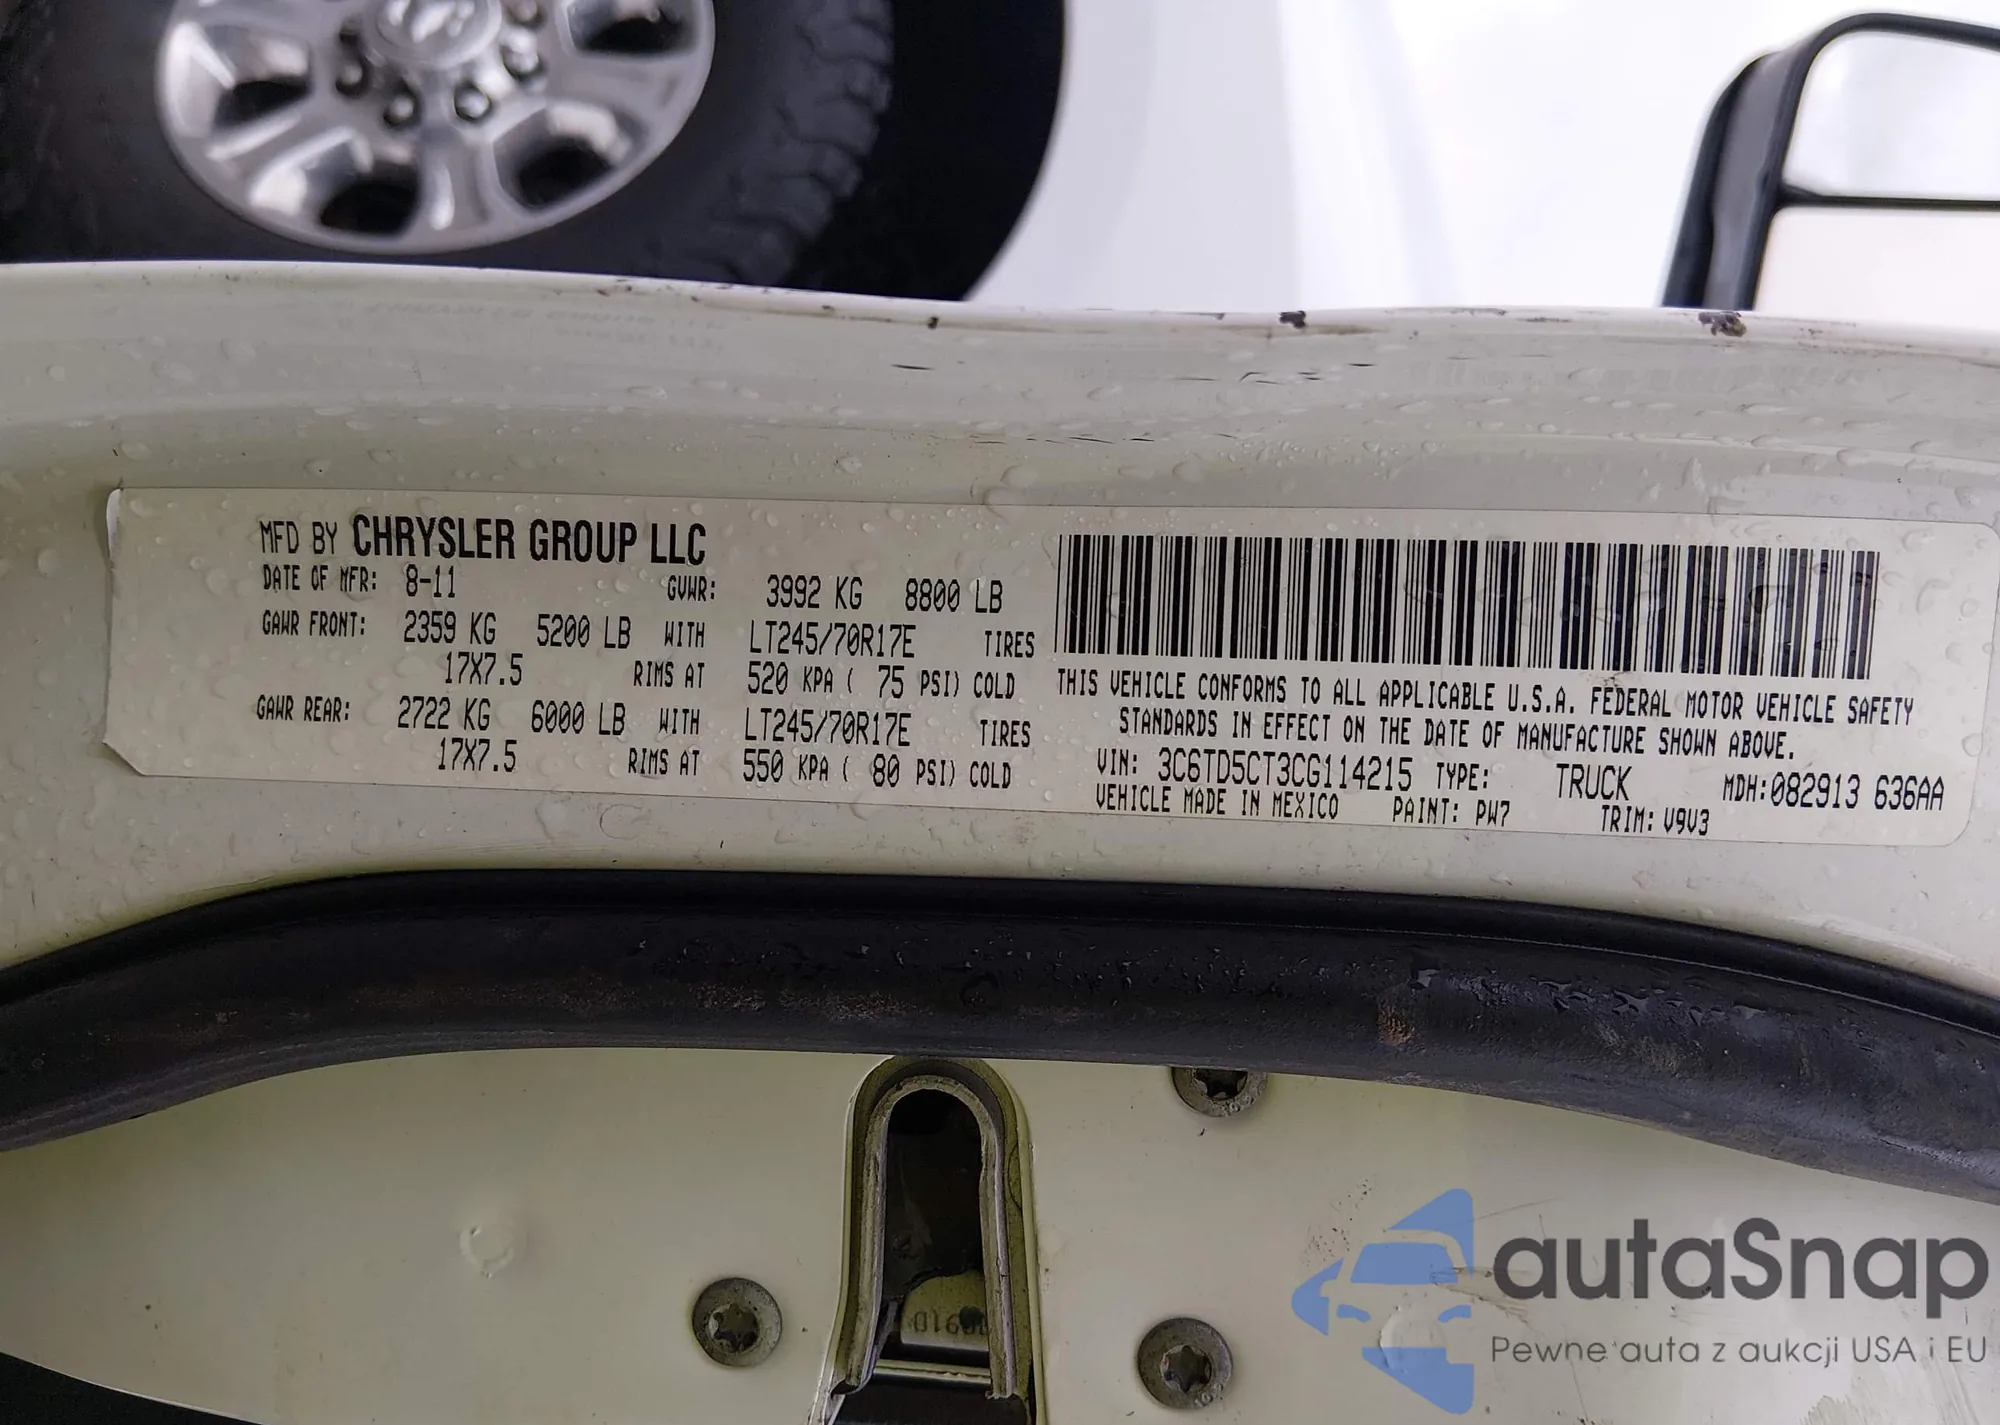 MFD BY CHRYSLER GROUP LLC
DATE OF MFR: 8-11 GVWR: 3992 KG 8800 LB
GAWR FRONT: 2359 KG 5200 LB WITH LT245/70R17E TIRES
17X7.5 RIMS AT 520 KPA ( 75 PSI) COLD
GAWR REAR: 2722 KG 6000 LB WITH LT245/70R17E TIRES
17X7.5 RIMS AT 550 KPA ( 80 PSI) COLD
THIS VEHICLE CONFORMS TO ALL APPLICABLE U.S.A. FEDERAL MOTOR VEHICLE SAFETY
STANDARDS IN EFFECT ON THE DATE OF MANUFACTURE SHOWN ABOVE.
VIN: 3C6TD5CT3CG114215 TYPE: TRUCK MDH:082913 636AA
VEHICLE MADE IN MEXICO PAINT: PW7 TRIM: V9V3
autaSnap
Pewne auta z aukcji USA i EU